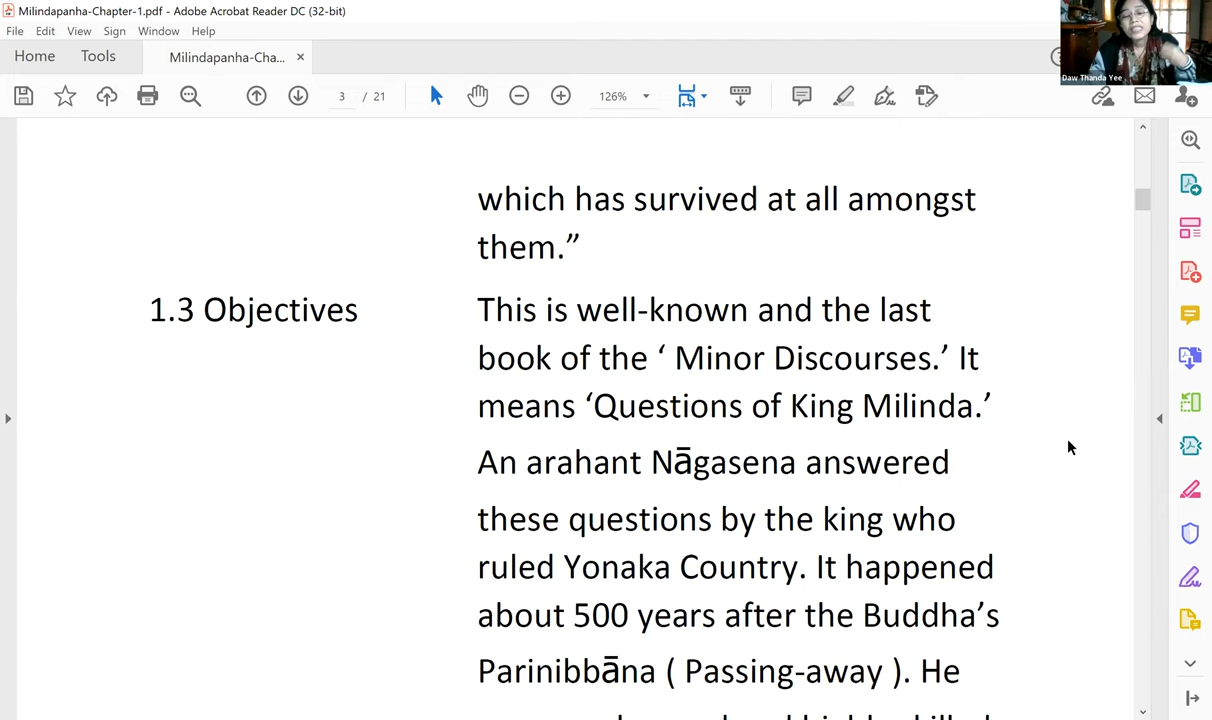 Milindapanha-Chapter-1.pdf - Adobe Acrobat Reader DC (32-bit)
File Edit View Sign Window Help
Home Tools Milindapanha-Cha... ×
3 / 21 126%
Daw Thanda Yee
which has survived at all amongst
them.”
1.3 Objectives This is well-known and the last
book of the ‘ Minor Discourses.’ It
means ‘Questions of King Milinda.’
An arahant Nāgasena answered
these questions by the king who
ruled Yonaka Country. It happened
about 500 years after the Buddha’s
Parinibbāna ( Passing-away ). He